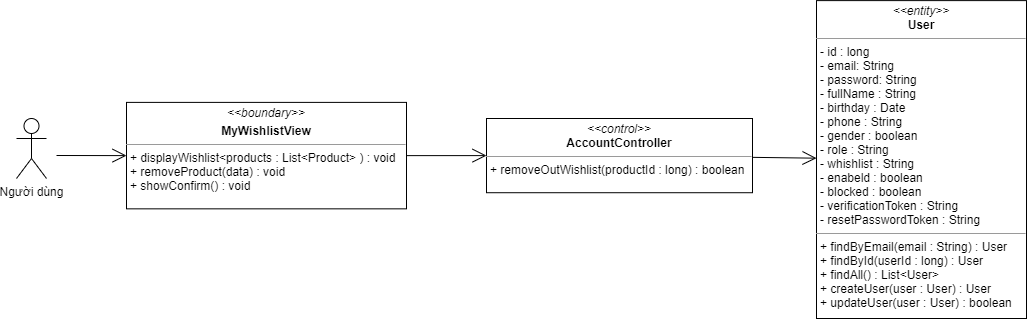 Người dùng
<<boundary>>
MyWishlistView
+ displayWishlist<products : List<Product> ) : void
+ removeProduct(data) : void
+ showConfirm() : void
<<control>>
AccountController
+ removeOutWishlist(productId : long) : boolean
<<entity>>
User
- id : long
- email: String
- password: String
- fullName : String
- birthday : Date
- phone : String
- gender : boolean
- role : String
- whishlist : String
- enabeld : boolean
- blocked : boolean
- verificationToken : String
- resetPasswordToken : String
+ findByEmail(email : String) : User
+ findById(userId : long) : User
+ findAll() : List<User>
+ createUser(user : User) : User
+ updateUser(user : User) : boolean